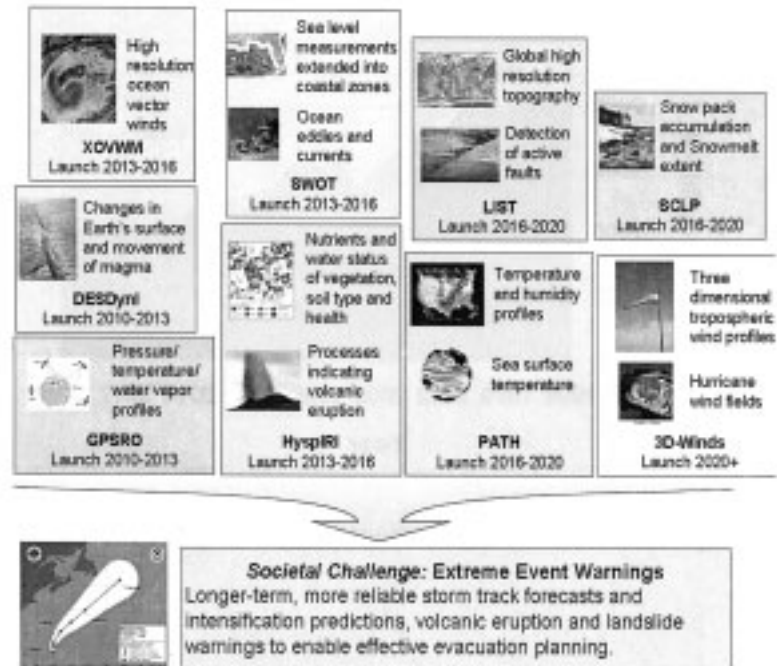 High
resolution
ocean
vector
winds
XOVWM
Launch 2013-2016
Sea level
measurements
extended into
coastal zones
Ocean
eddies and
currents
SWOT
Launch 2013-2016
Global high
resolution
topography
Detection
of active
faults
LIST
Launch 2016-2020
Snow pack
accumulation
and Snowmelt
extent
SCLP
Launch 2016-2020
Changes in
Earth's surface
and movement
of magma
DESDynI
Launch 2010-2013
Nutrients and
water status
of vegetation,
soil type and
health
Processes
indicating
volcanic
eruption
HyspIRI
Launch 2013-2016
Temperature
and humidity
profiles
Sea surface
temperature
PATH
Launch 2016-2020
Three
dimensional
tropospheric
wind profiles
Hurricane
wind fields
3D-Winds
Launch 2020+
Pressure/
temperature/
water vapor
profiles
GPSRO
Launch 2010-2013
Societal Challenge: Extreme Event Warnings
Longer-term, more reliable storm track forecasts and
intensification predictions, volcanic eruption and landslide
warnings to enable effective evacuation planning.